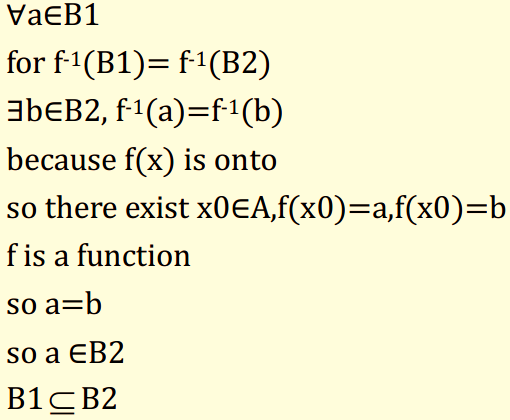 ∀a∈B1
for f-1(B1)= f-1(B2)
∃b∈B2, f-1(a)=f-1(b)
because f(x) is onto
so there exist x0∈A,f(x0)=a,f(x0)=b
f is a function
so a=b
so a ∈B2
B1⊆B2